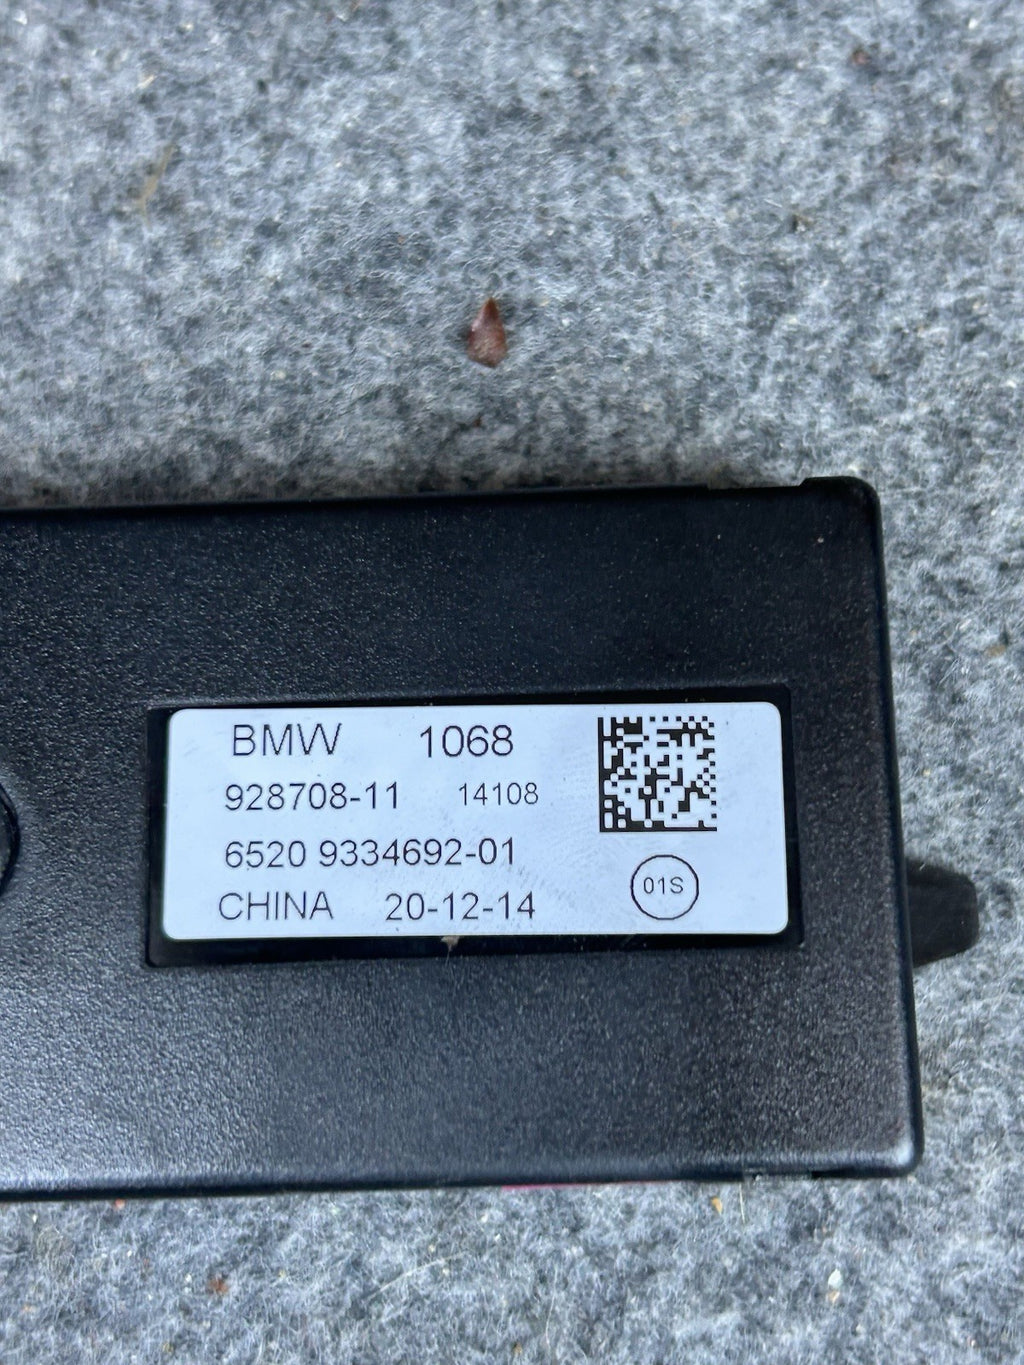 BMW 1068
928708-11 14108
6520 9334692-01
01S
CHINA 20-12-14